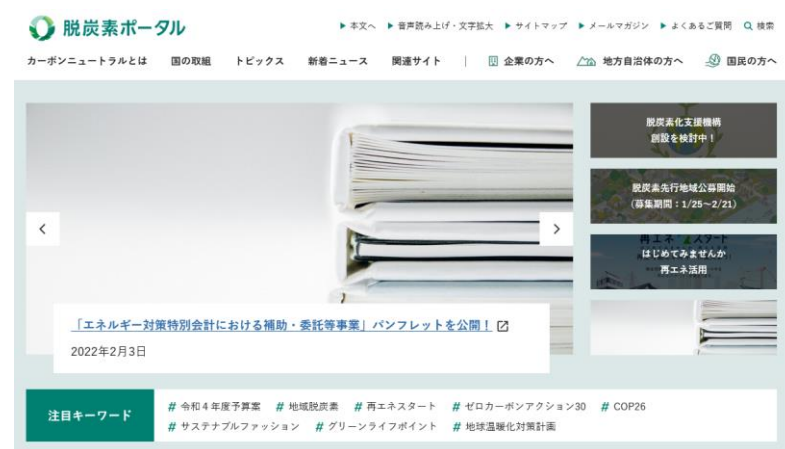 脱炭素ポータル
本文へ 音声読み上げ・文字拡大 サイトマップ メールマガジン よくあるご質問 検索
カーボンニュートラルとは 国の取組 トピックス 新着ニュース 関連サイト 企業の方へ 地方自治体の方へ 国民の方へ
脱炭素化支援機構
創設を検討中！
脱炭素先行地域公募開始
（募集期間：1/25～2/21）
再エネスタート
はじめてみませんか
再エネ活用
「エネルギー対策特別会計における補助・委託等事業」パンフレットを公開！
2022年2月3日
注目キーワード
# 令和４年度予算案 # 地域脱炭素 # 再エネスタート # ゼロカーボンアクション30 # COP26
# サステナブルファッション # グリーンライフポイント # 地球温暖化対策計画